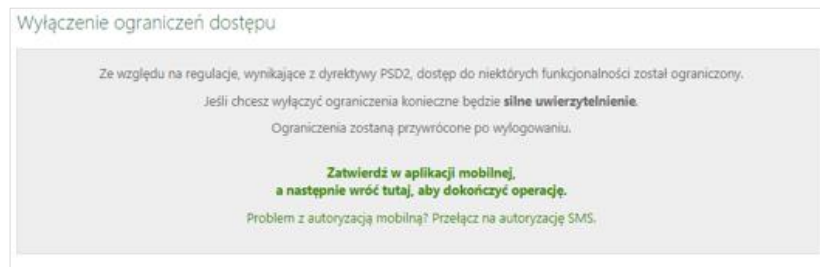 Wyłączenie ograniczeń dostępu
Ze względu na regulacje, wynikające z dyrektywy PSD2, dostęp do niektórych funkcjonalności został ograniczony.
Jeśli chcesz wyłączyć ograniczenia konieczne będzie silne uwierzytelnienie.
Ograniczenia zostaną przywrócone po wylogowaniu.
Zatwierdź w aplikacji mobilnej,
a następnie wróć tutaj, aby dokończyć operację.
Problem z autoryzacją mobilną? Przełącz na autoryzację SMS.